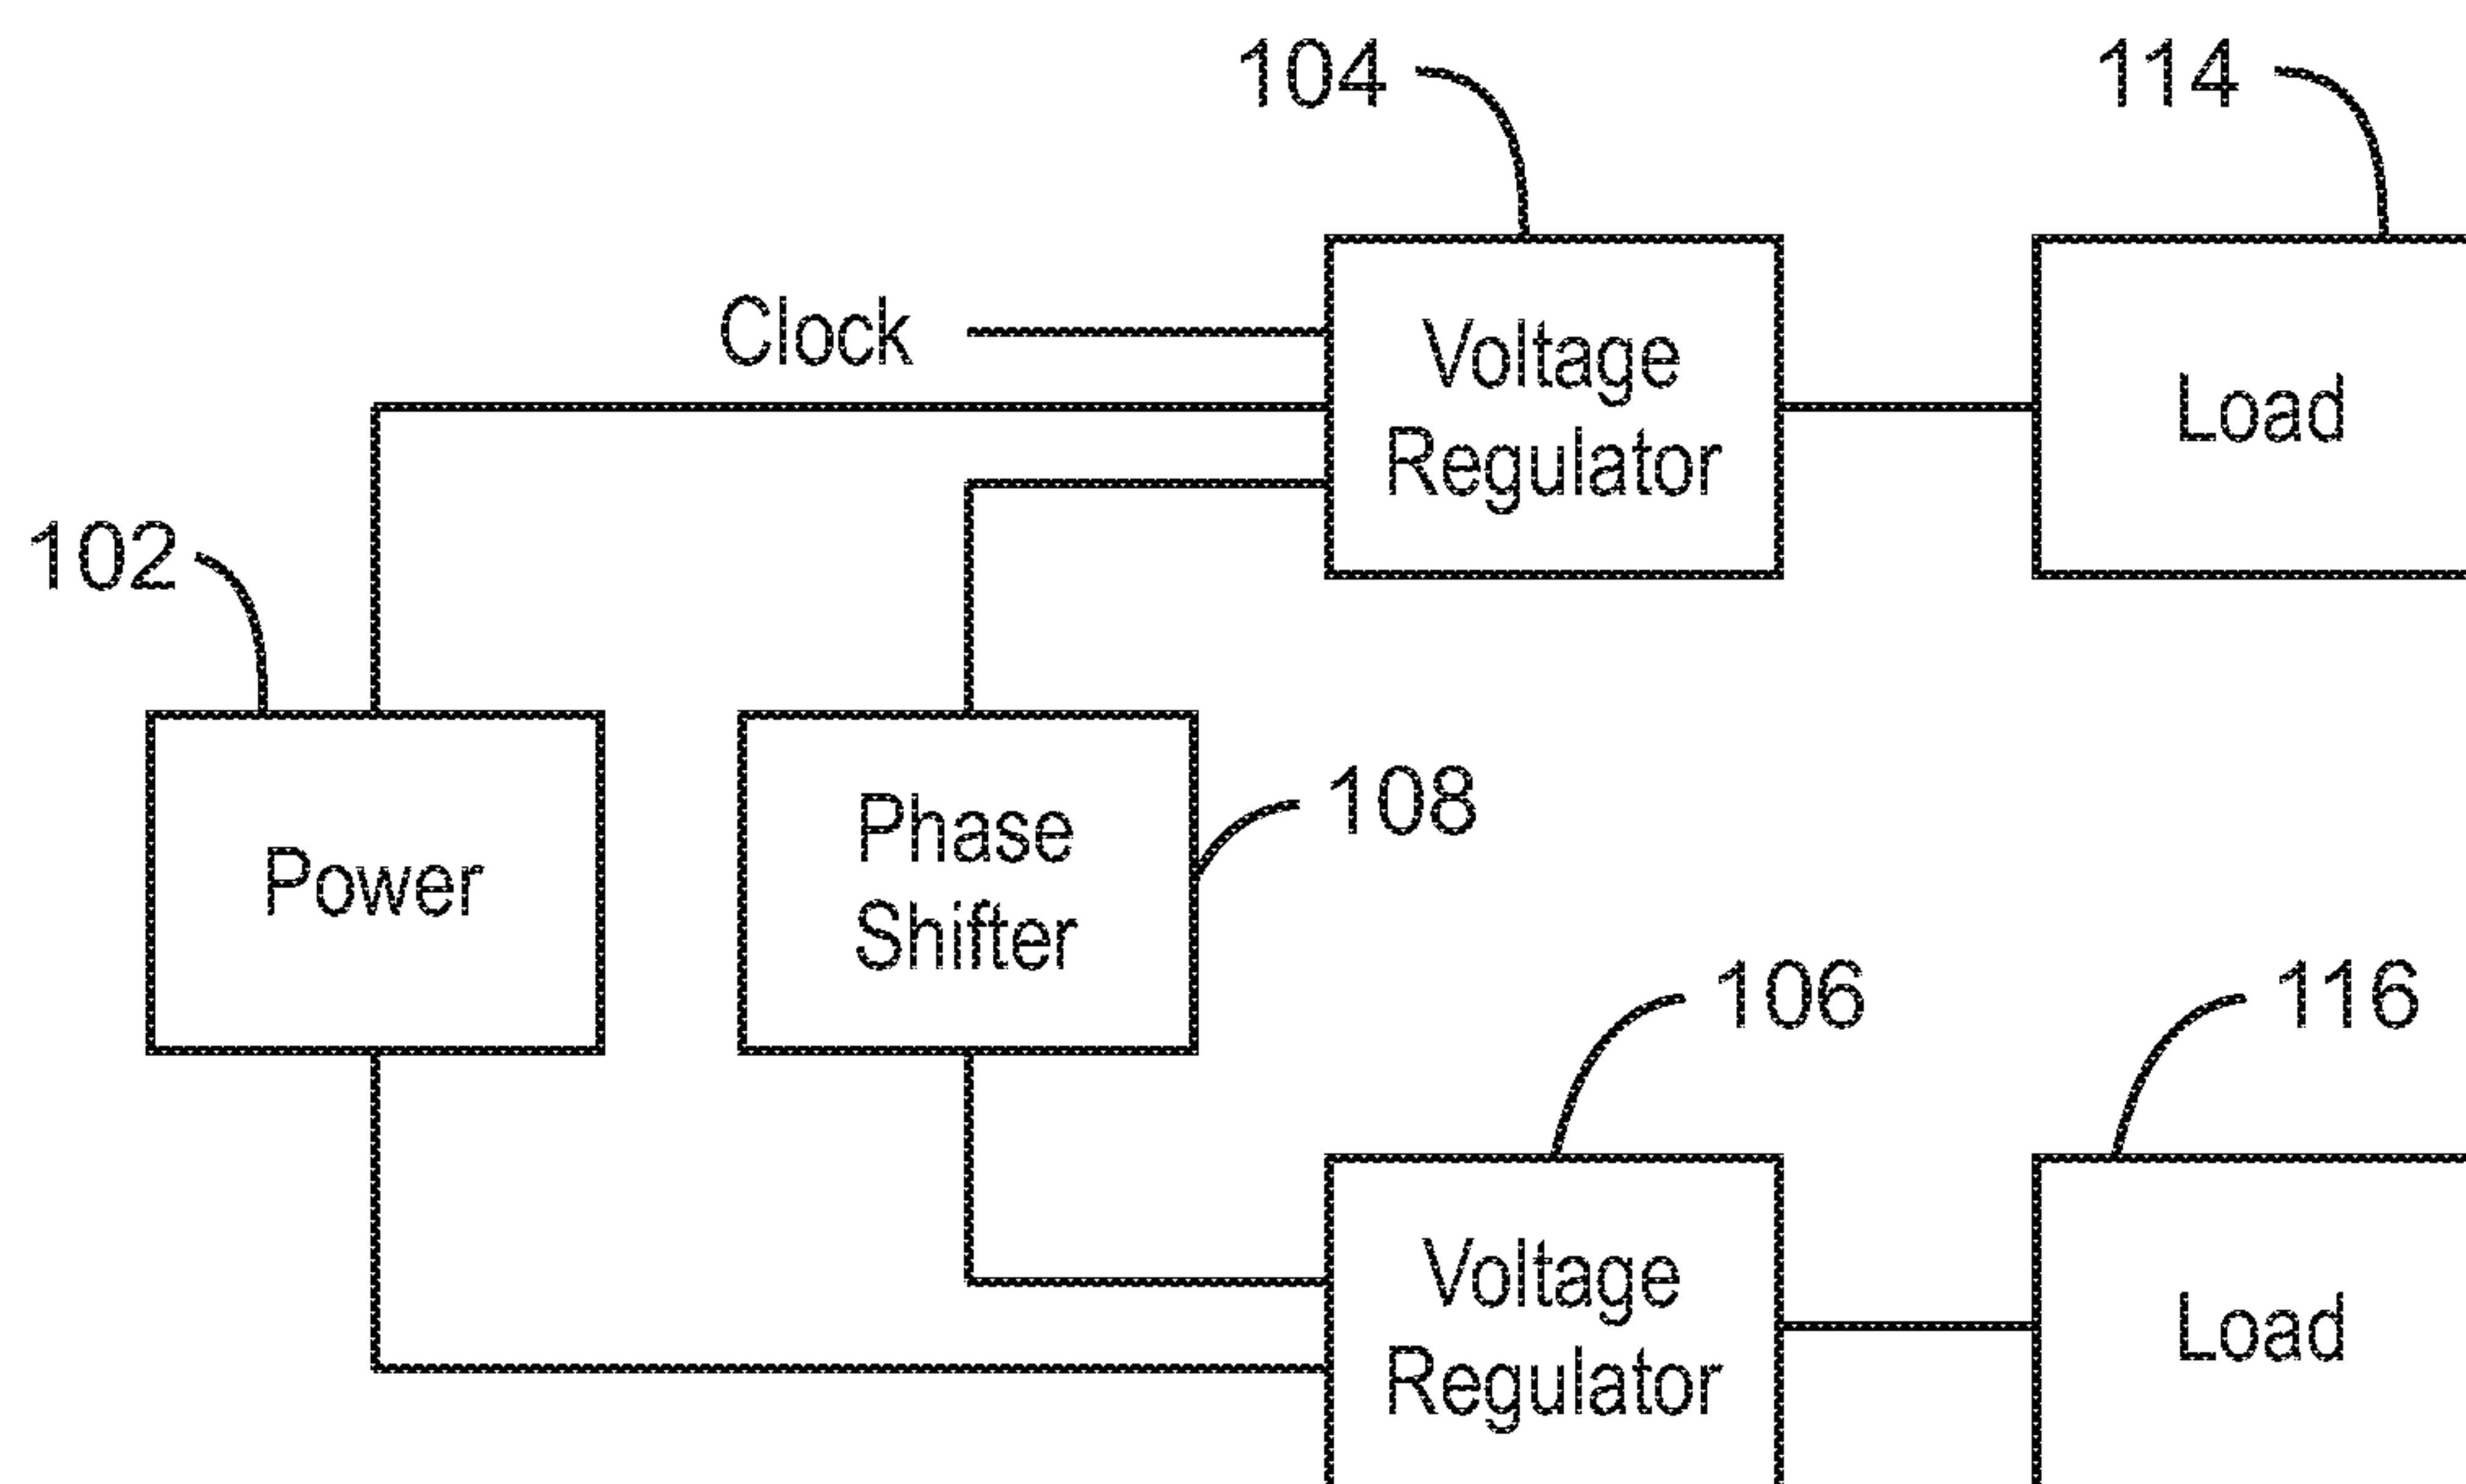 104
114
Clock
Voltage
Regulator
Load
102
Power
Phase
Shifter
108
106
116
Voltage
Regulator
Load